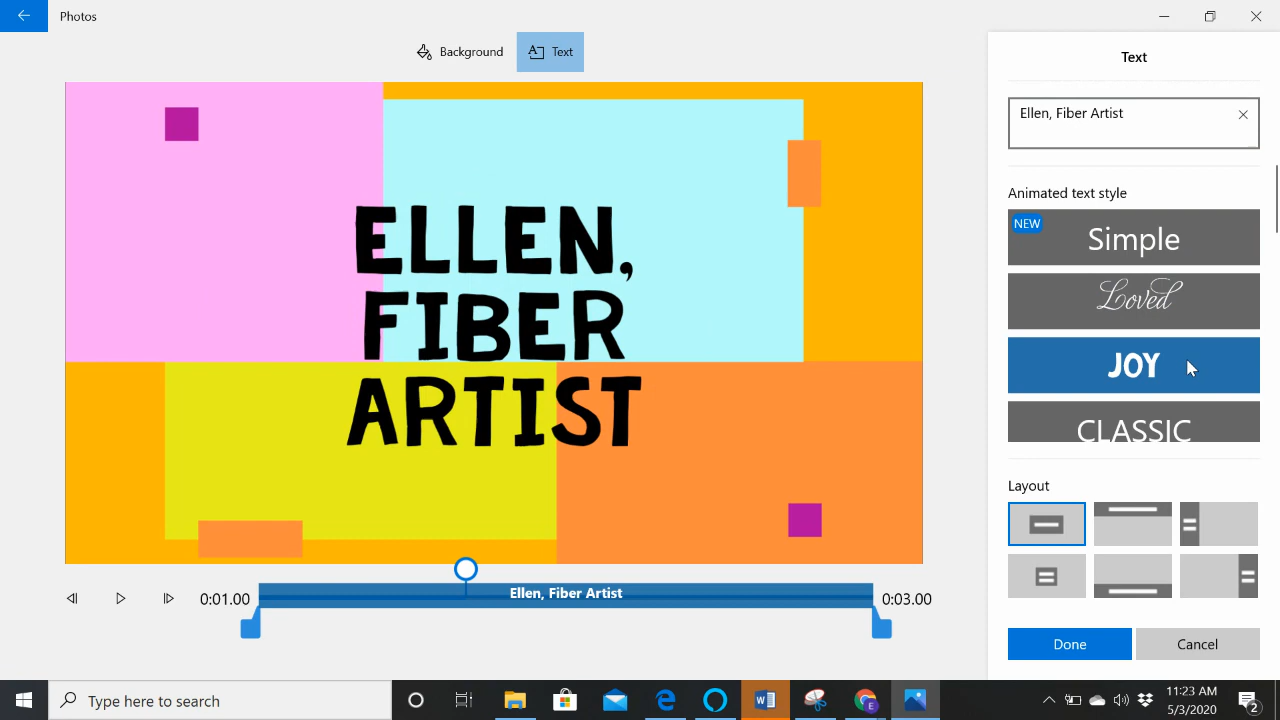 Photos
Background
Text
Text
Ellen, Fiber Artist
Animated text style
NEW
Simple
Loved
JOY
CLASSIC
ELLEN,
FIBER
ARTIST
Layout
0:01.00
Ellen, Fiber Artist
0:03.00
Done
Cancel
Type here to search
11:23 AM
5/3/2020
2